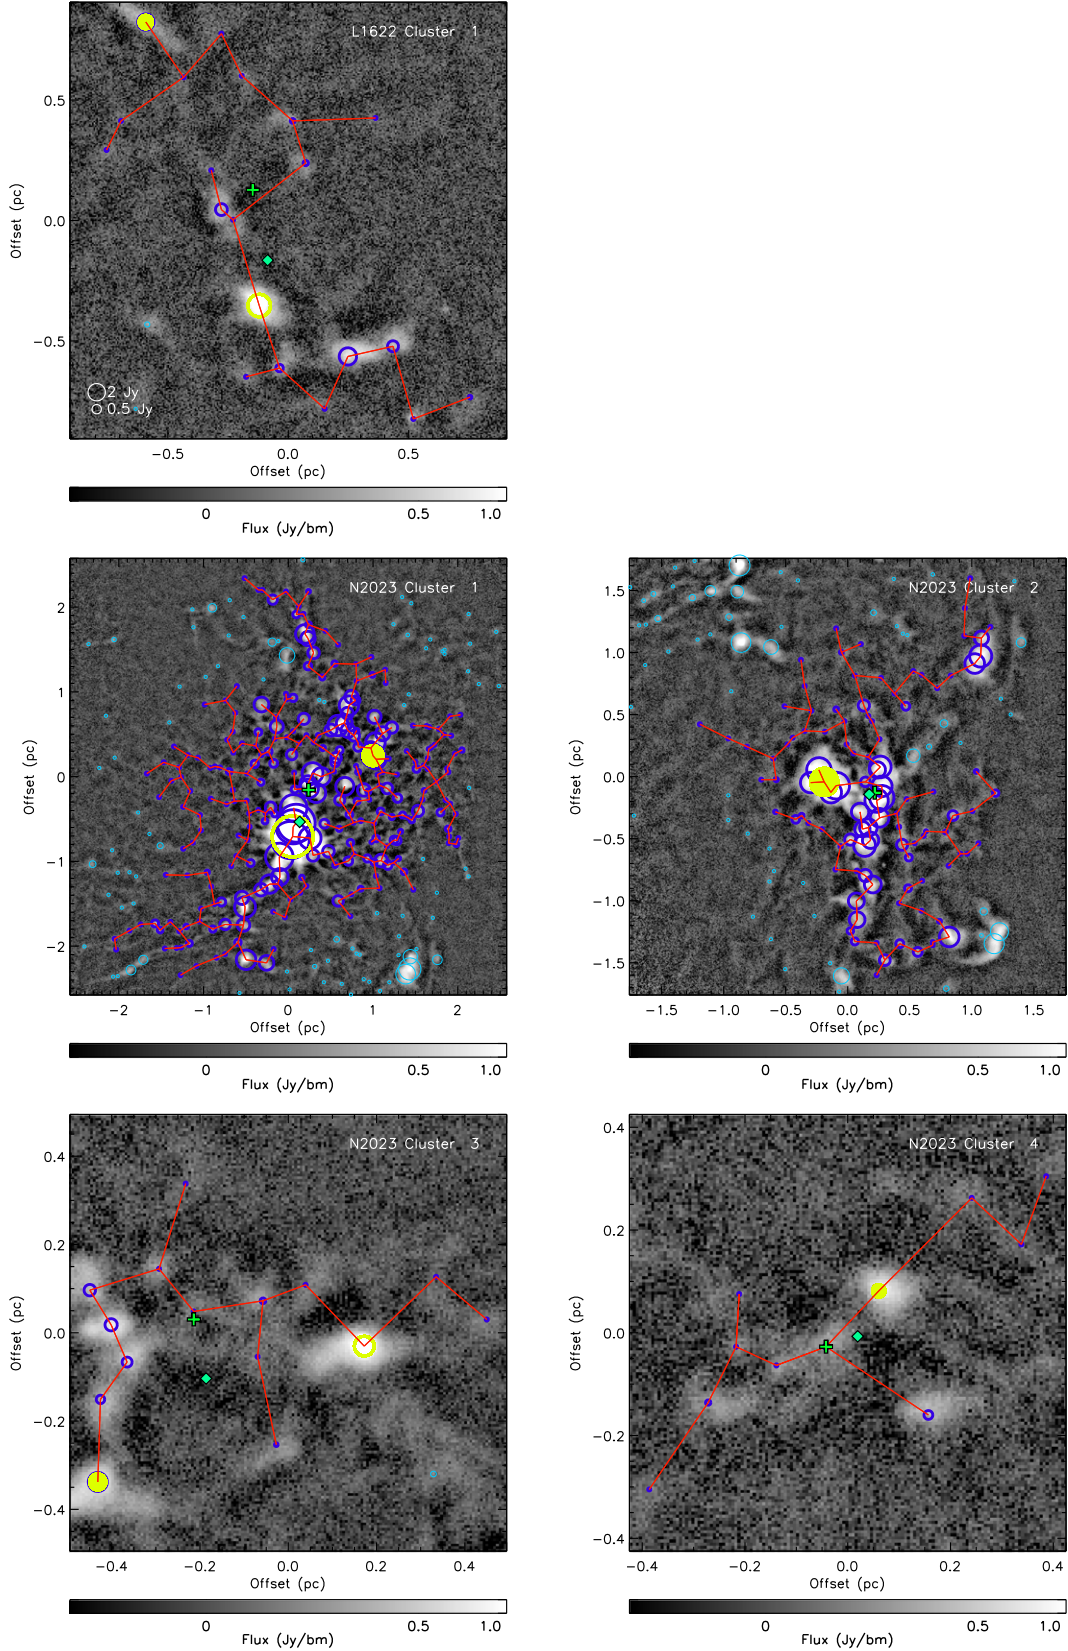 L1622 Cluster 1
Offset (pc)
0.5
0.0
−0.5
2 Jy
0.5 Jy
−0.5 0.0 0.5
Offset (pc)
0 0.5 1.0
Flux (Jy/bm)
N2023 Cluster 1
Offset (pc)
2
1
0
−1
−2
−2 −1 0 1 2
Offset (pc)
0 0.5 1.0
Flux (Jy/bm)
N2023 Cluster 2
Offset (pc)
1.5
1.0
0.5
0.0
−0.5
−1.0
−1.5
−1.5 −1.0 −0.5 0.0 0.5 1.0 1.5
Offset (pc)
0 0.5 1.0
Flux (Jy/bm)
N2023 Cluster 3
Offset (pc)
0.4
0.2
0.0
−0.2
−0.4
−0.4 −0.2 0.0 0.2 0.4
Offset (pc)
0 0.5 1.0
Flux (Jy/bm)
N2023 Cluster 4
Offset (pc)
0.4
0.2
0.0
−0.2
−0.4
−0.4 −0.2 0.0 0.2 0.4
Offset (pc)
0 0.5 1.0
Flux (Jy/bm)